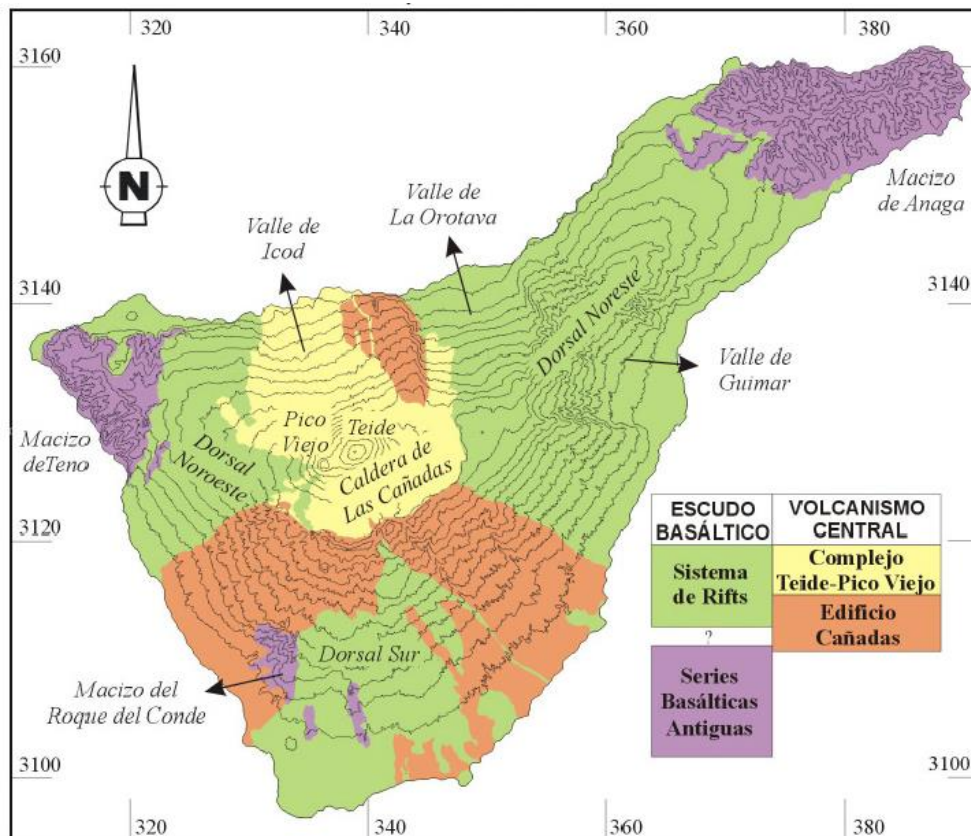 320
340
360
380
3160
N
Valle de
La Orotava
Valle de
Icod
Macizo
de Anaga
3140
3140
Dorsal Noreste
Valle de
Guimar
Pico
Viejo
Teide
Macizo
deTeno
Dorsal
Noroeste
Caldera de
Las Cañadas
3120
ESCUDO
BASÁLTICO
VOLCANISMO
CENTRAL
Sistema
de Rifts
Complejo
Teide-Pico Viejo
Edificio
Cañadas
?
Series
Basálticas
Antiguas
Dorsal Sur
Macizo del
Roque del Conde
3100
3100
320
340
360
380